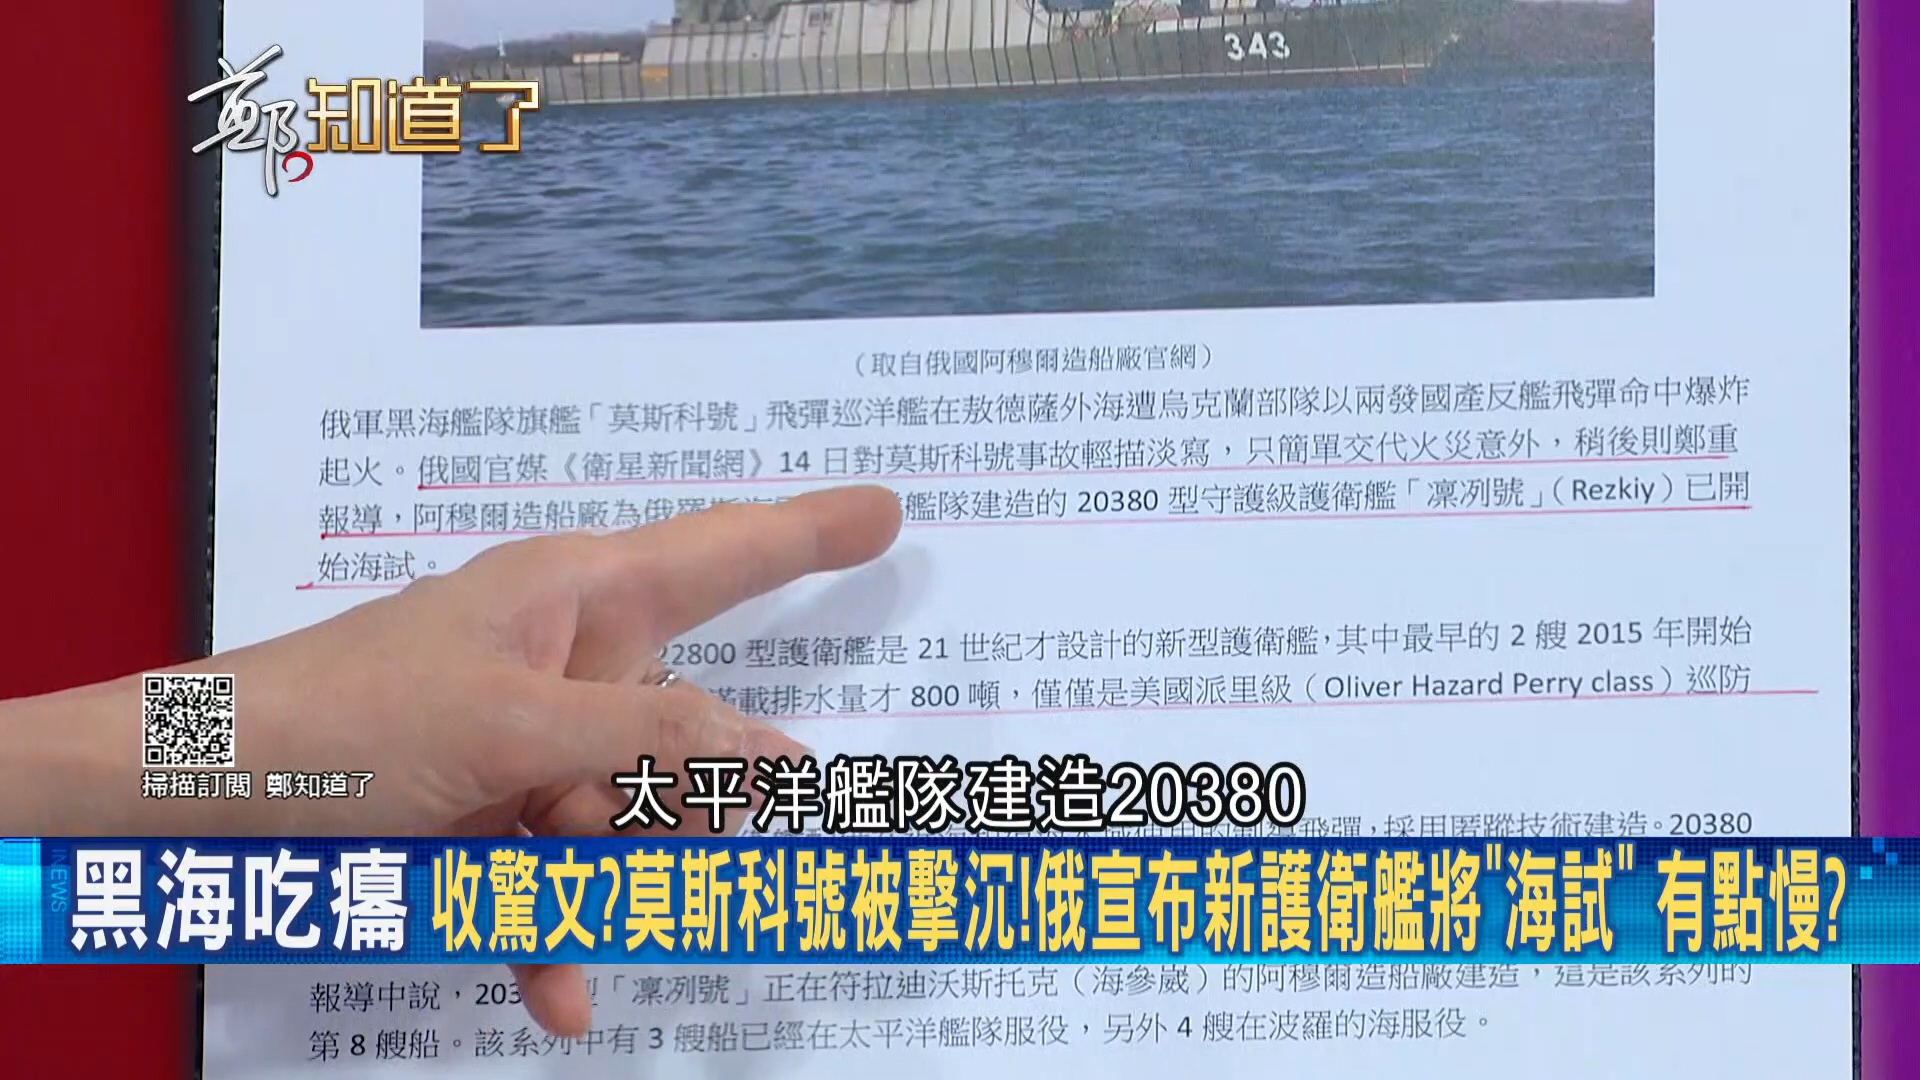 343
鄭知道了
（取自俄國阿穆爾造船廠官網）
俄軍黑海艦隊旗艦「莫斯科號」飛彈巡洋艦在敖德薩外海遭烏克蘭部隊以兩發國產反艦飛彈命中爆炸
起火。俄國官媒《衛星新聞網》14 日對莫斯科號事故輕描淡寫，只簡單交代火災意外，稍後則鄭重
報導，阿穆爾造船廠為俄羅斯海 艦隊建造的 20380 型守護級護衛艦「凜冽號」（Rezkiy）已開
始海試。
22800 型護衛艦是 21 世紀才設計的新型護衛艦，其中最早的 2 艘 2015 年開始
滿載排水量才 800 噸，僅僅是美國派里級（Oliver Hazard Perry class）巡防
掃描訂閱 鄭知道了
太平洋艦隊建造20380
飛彈，採用匿蹤技術建造。20380
IN NEWS
黑海吃癟 收驚文?莫斯科號被擊沉!俄宣布新護衛艦將"海試" 有點慢?
報導中說，203 型「凜冽號」正在符拉迪沃斯托克（海參崴）的阿穆爾造船廠建造，這是該系列的
第 8 艘船。該系列中有 3 艘船已經在太平洋艦隊服役，另外 4 艘在波羅的海服役。